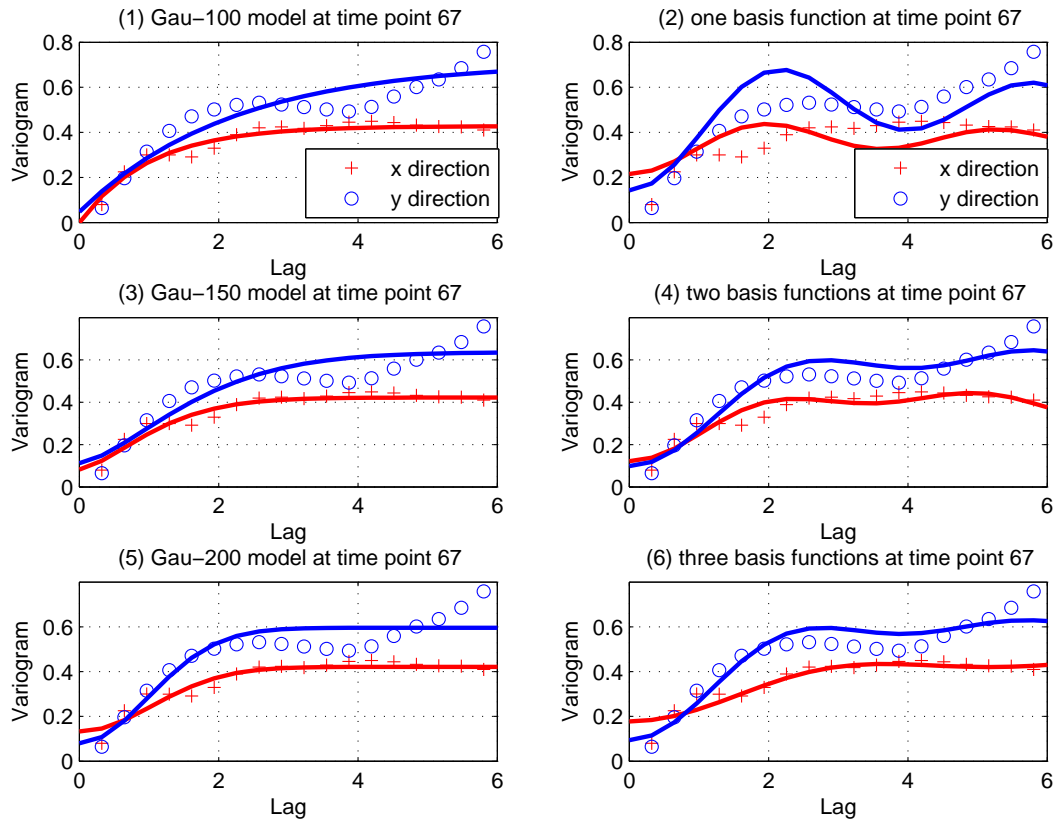 (1) Gau−100 model at time point 67
0.8
0.6
0.4
0.2
0
Variogram
x direction
y direction
0 2 4 6
Lag
(2) one basis function at time point 67
0.8
0.6
0.4
0.2
0
Variogram
x direction
y direction
0 2 4 6
Lag
(3) Gau−150 model at time point 67
0.6
0.4
0.2
0
Variogram
0 2 4 6
Lag
(4) two basis functions at time point 67
0.6
0.4
0.2
0
Variogram
0 2 4 6
Lag
(5) Gau−200 model at time point 67
0.6
0.4
0.2
0
Variogram
0 2 4 6
Lag
(6) three basis functions at time point 67
0.6
0.4
0.2
0
Variogram
0 2 4 6
Lag